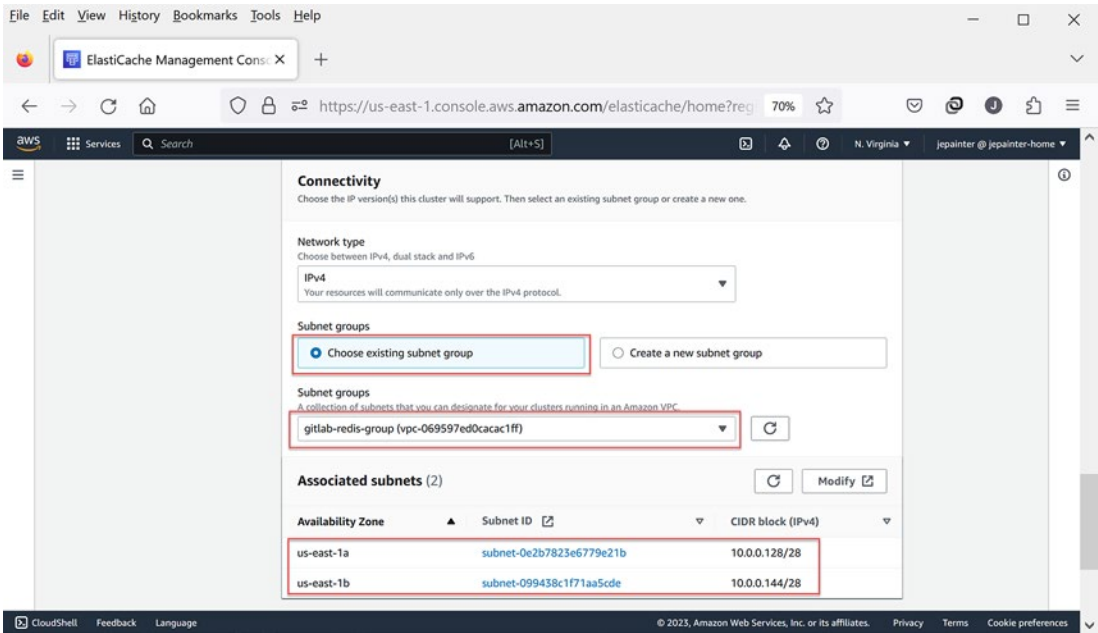 File Edit View History Bookmarks Tools Help
ElastiCache Management Consc
https://us-east-1.console.aws.amazon.com/elasticache/home?reg 70%
aws Services Search [Alt+S] N. Virginia jepainter @ jepainter-home
Connectivity
Choose the IP version(s) this cluster will support. Then select an existing subnet group or create a new one.
Network type
Choose between IPv4, dual stack and IPv6
IPv4
Your resources will communicate only over the IPv4 protocol.
Subnet groups
Choose existing subnet group Create a new subnet group
Subnet groups
A collection of subnets that you can designate for your clusters running in an Amazon VPC.
gitlab-redis-group (vpc-069597ed0cacac1ff)
Associated subnets (2) Modify
Availability Zone Subnet ID CIDR block (IPv4)
us-east-1a subnet-0e2b7823e6779e21b 10.0.0.128/28
us-east-1b subnet-099438c1f71aa5cde 10.0.0.144/28
CloudShell Feedback Language © 2023, Amazon Web Services, Inc. or its affiliates. Privacy Terms Cookie preferences